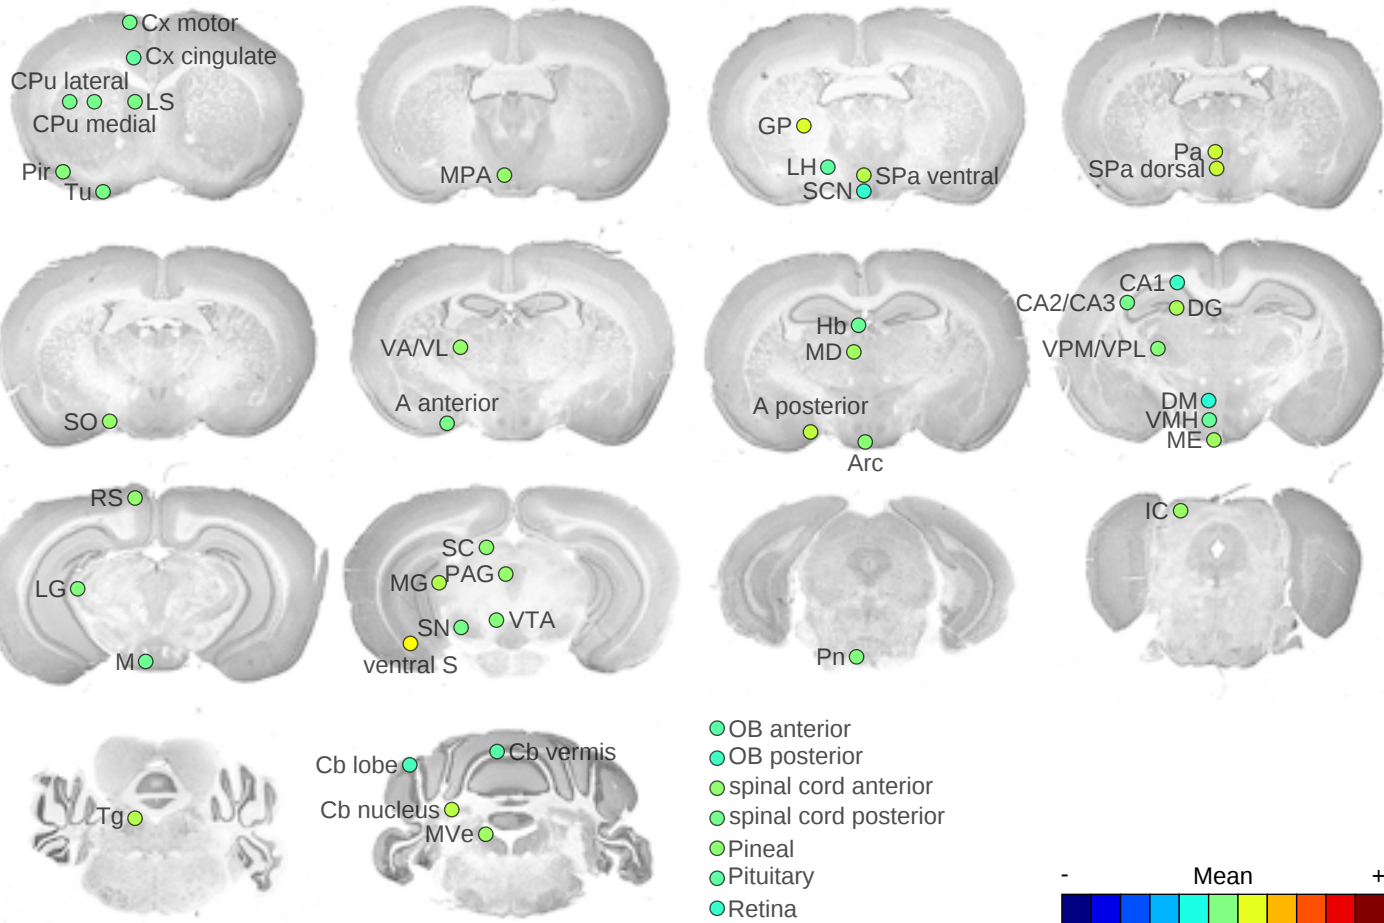 Cx motor
Cx cingulate
CPu lateral
LS
CPu medial
Pir
Tu
MPA
GP
LH
SPa ventral
SCN
Pa
SPa dorsal
SO
VA/VL
A anterior
Hb
MD
A posterior
Arc
CA1
CA2/CA3
DG
VPM/VPL
DM
VMH
ME
RS
LG
M
SC
MG
PAG
SN
VTA
ventral S
Pn
IC
Tg
Cb lobe
Cb vermis
Cb nucleus
MVe
OB anterior
OB posterior
spinal cord anterior
spinal cord posterior
Pineal
Pituitary
Retina
- Mean +